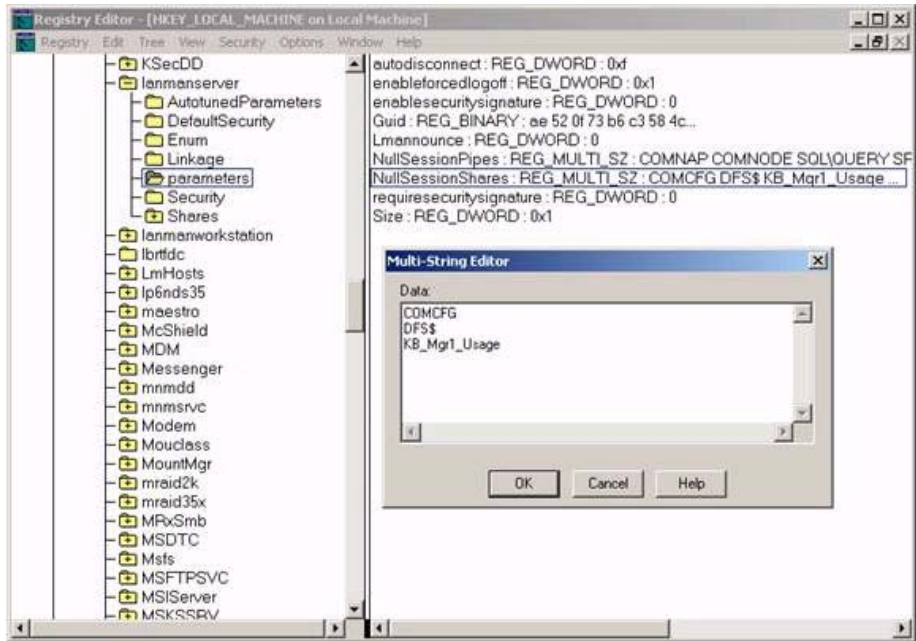 Registry Editor - [HKEY_LOCAL_MACHINE on Local Machine]
Registry Edit Tree View Security Options Window Help
KSecDD
lanmanserver
AutotunedParameters
DefaultSecurity
Enum
Linkage
parameters
Security
Shares
lanmanworkstation
lbrtfdc
LmHosts
lp6nds35
maestro
McShield
MDM
Messenger
mnmdd
mnmsrvc
Modem
Mouclass
MountMgr
mraid2k
mraid35x
MRxSmb
MSDTC
Msfs
MSFTPSVC
MSIServer
MSKSSRV
autodisconnect : REG_DWORD : 0xf
enableforcedlogoff : REG_DWORD : 0x1
enablesecuritysignature : REG_DWORD : 0
Guid : REG_BINARY : ae 52 0f 73 b6 c3 58 4c...
Lmannounce : REG_DWORD : 0
NullSessionPipes : REG_MULTI_SZ : COMNAP COMNODE SQL\QUERY SP
NullSessionShares : REG_MULTI_SZ : COMCFG DFS$ KB_Mgr1_Usage ...
requiresecuritysignature : REG_DWORD : 0
Size : REG_DWORD : 0x1
Multi-String Editor
Data:
COMCFG
DFS$
KB_Mgr1_Usage
OK Cancel Help